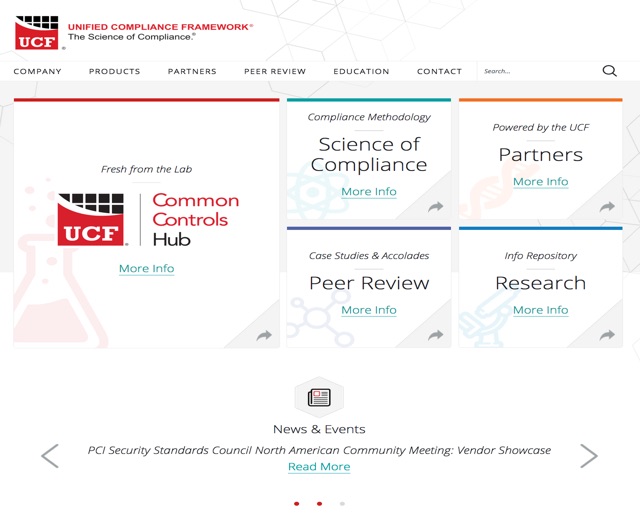 UCF®
UNIFIED COMPLIANCE FRAMEWORK®
The Science of Compliance.®
COMPANY PRODUCTS PARTNERS PEER REVIEW EDUCATION CONTACT Search...
Fresh from the Lab
UCF®
Common
Controls
Hub
More Info
Compliance Methodology
Science of
Compliance
More Info
Powered by the UCF
Partners
More Info
Case Studies & Accolades
Peer Review
More Info
Info Repository
Research
More Info
News & Events
PCI Security Standards Council North American Community Meeting: Vendor Showcase
Read More